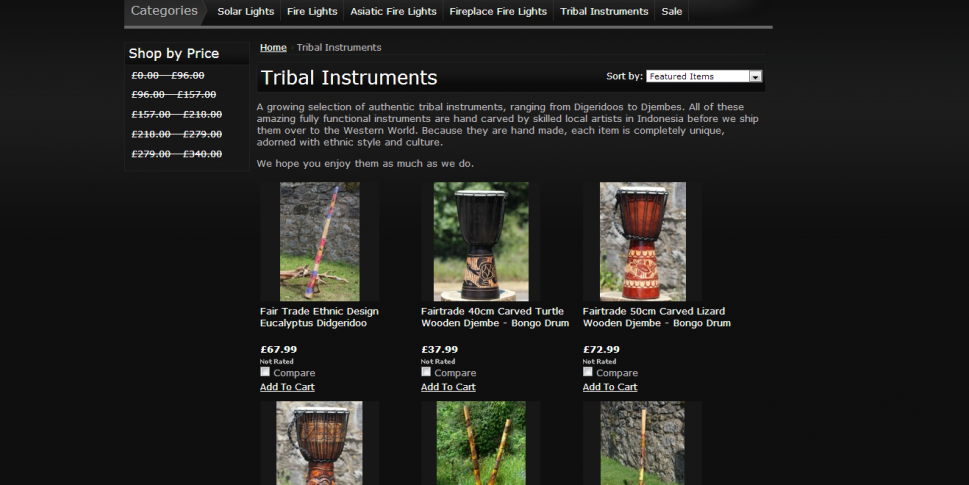 Categories
Solar Lights
Fire Lights
Asiatic Fire Lights
Fireplace Fire Lights
Tribal Instruments
Sale
Shop by Price
£0.00 - £96.00
£96.00 - £157.00
£157.00 - £218.00
£218.00 - £279.00
£279.00 - £340.00
Home Tribal Instruments
Tribal Instruments
Sort by: Featured Items
A growing selection of authentic tribal instruments, ranging from Digeridoos to Djembes. All of these
amazing fully functional instruments are hand carved by skilled local artists in Indonesia before we ship
them over to the Western World. Because they are hand made, each item is completely unique,
adorned with ethnic style and culture.
We hope you enjoy them as much as we do.
Fair Trade Ethnic Design
Eucalyptus Didgeridoo
£67.99
Not Rated
Compare
Add To Cart
Fairtrade 40cm Carved Turtle
Wooden Djembe - Bongo Drum
£37.99
Not Rated
Compare
Add To Cart
Fairtrade 50cm Carved Lizard
Wooden Djembe - Bongo Drum
£72.99
Not Rated
Compare
Add To Cart